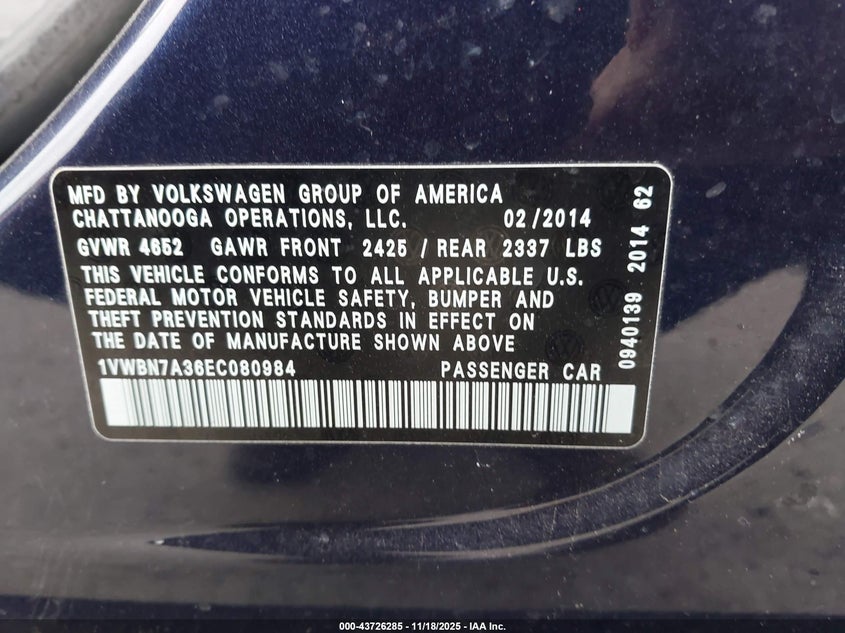 MFD BY VOLKSWAGEN GROUP OF AMERICA
CHATTANOOGA OPERATIONS, LLC. 02/2014
GVWR 4652 GAWR FRONT 2425 / REAR 2337 LBS
THIS VEHICLE CONFORMS TO ALL APPLICABLE U.S.
FEDERAL MOTOR VEHICLE SAFETY, BUMPER AND
THEFT PREVENTION STANDARDS IN EFFECT ON
THE DATE OF MANUFACTURE SHOWN ABOVE
1VWBN7A36EC080984 PASSENGER CAR
0940139 2014 62
000-43726285 - 11/18/2025 - IAA Inc.